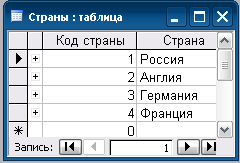 Страны : таблица
Код страны Страна
+ 1 Россия
+ 2 Англия
+ 3 Германия
+ 4 Франция
* 0
Запись: 1